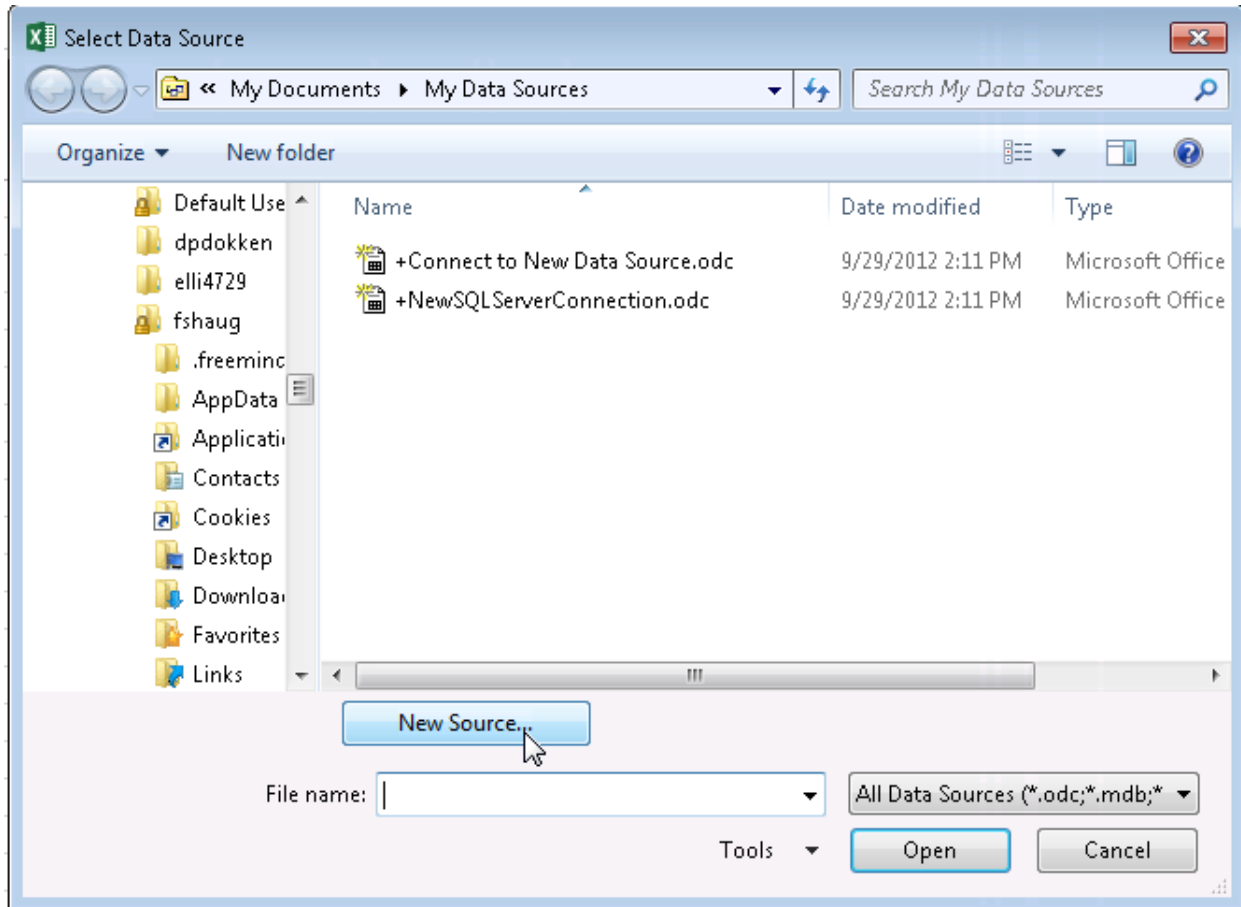 Select Data Source
« My Documents ▸ My Data Sources
Search My Data Sources
Organize
New folder
Name
Date modified
Type
Default Use
dpdokken
elli4729
fshaug
.freeminc
AppData
Applicati
Contacts
Cookies
Desktop
Downloa
Favorites
Links
+Connect to New Data Source.odc 9/29/2012 2:11 PM Microsoft Office
+NewSQLServerConnection.odc 9/29/2012 2:11 PM Microsoft Office
New Source...
File name:
All Data Sources (*.odc;*.mdb;*
Tools
Open
Cancel